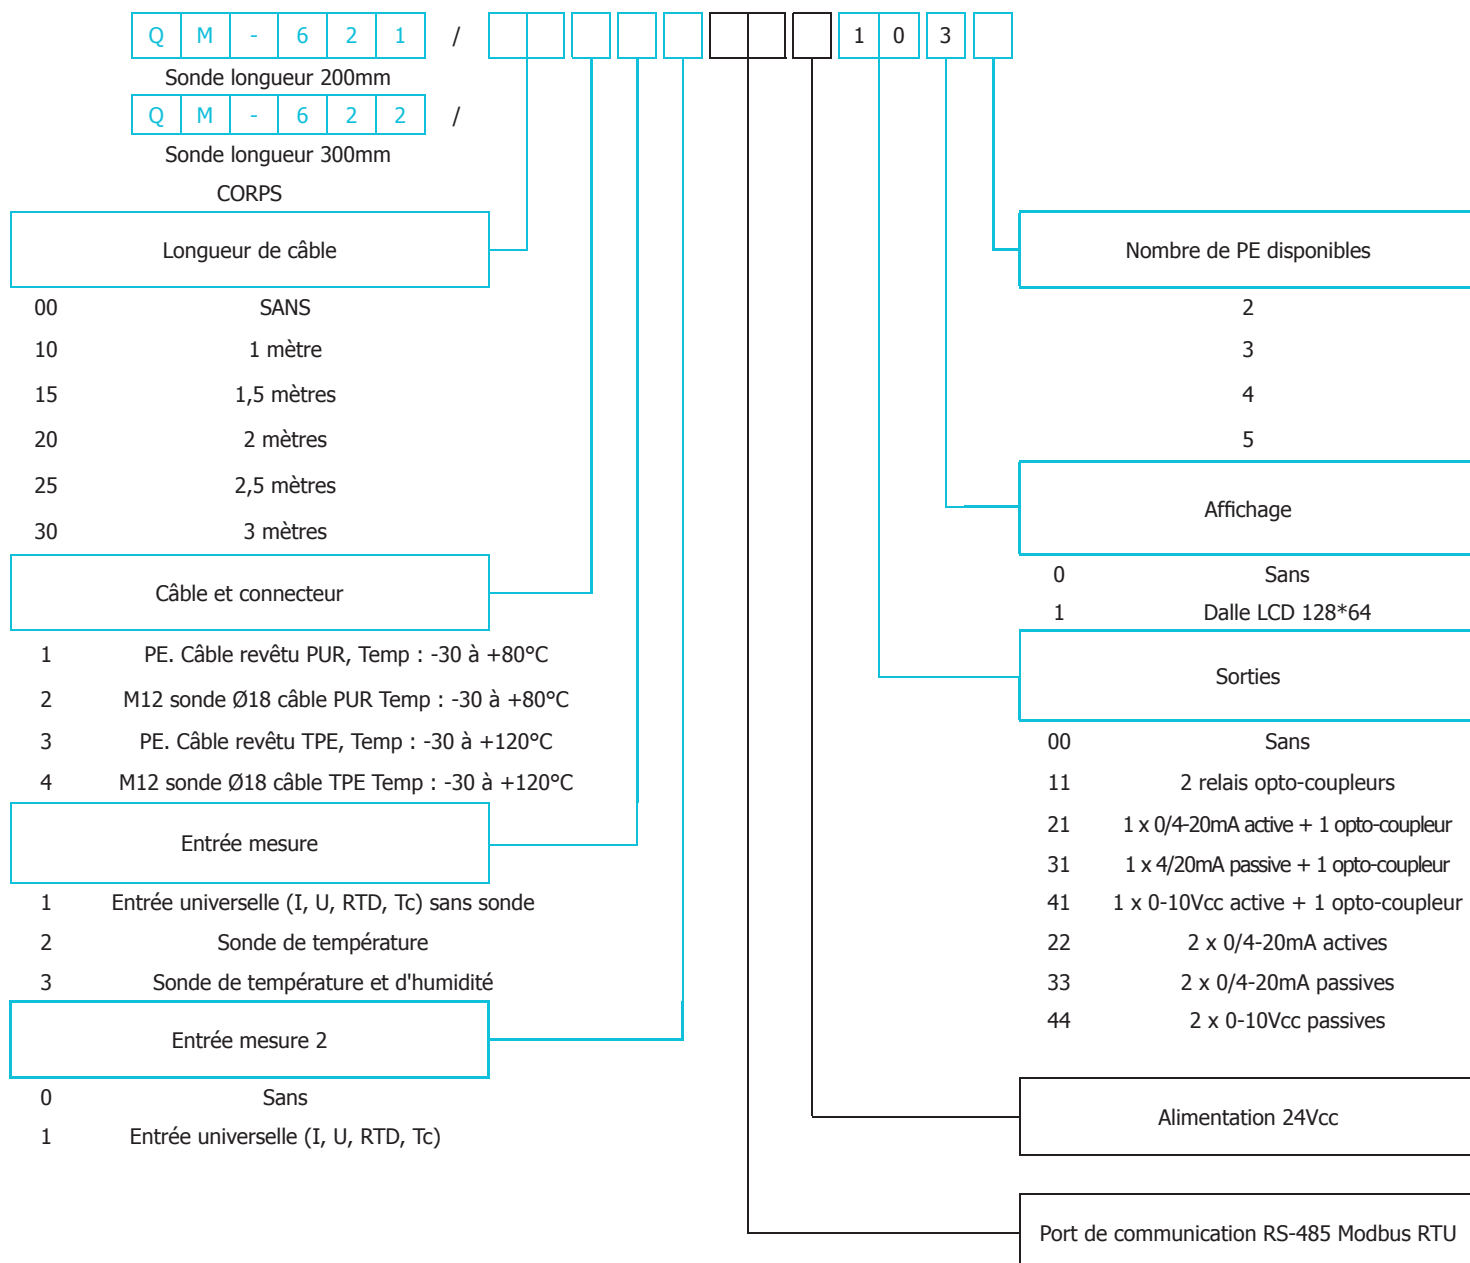 Q M - 6 2 1 / 1 0 3
Sonde longueur 200mm
Q M - 6 2 2 /
Sonde longueur 300mm
CORPS
Longueur de câble
00 SANS
10 1 mètre
15 1,5 mètres
20 2 mètres
25 2,5 mètres
30 3 mètres
Câble et connecteur
1 PE. Câble revêtu PUR, Temp : -30 à +80°C
2 M12 sonde Ø18 câble PUR Temp : -30 à +80°C
3 PE. Câble revêtu TPE, Temp : -30 à +120°C
4 M12 sonde Ø18 câble TPE Temp : -30 à +120°C
Entrée mesure
1 Entrée universelle (I, U, RTD, Tc) sans sonde
2 Sonde de température
3 Sonde de température et d'humidité
Entrée mesure 2
0 Sans
1 Entrée universelle (I, U, RTD, Tc)
Nombre de PE disponibles
2
3
4
5
Affichage
0 Sans
1 Dalle LCD 128*64
Sorties
00 Sans
11 2 relais opto-coupleurs
21 1 x 0/4-20mA active + 1 opto-coupleur
31 1 x 4/20mA passive + 1 opto-coupleur
41 1 x 0-10Vcc active + 1 opto-coupleur
22 2 x 0/4-20mA actives
33 2 x 0/4-20mA passives
44 2 x 0-10Vcc passives
Alimentation 24Vcc
Port de communication RS-485 Modbus RTU